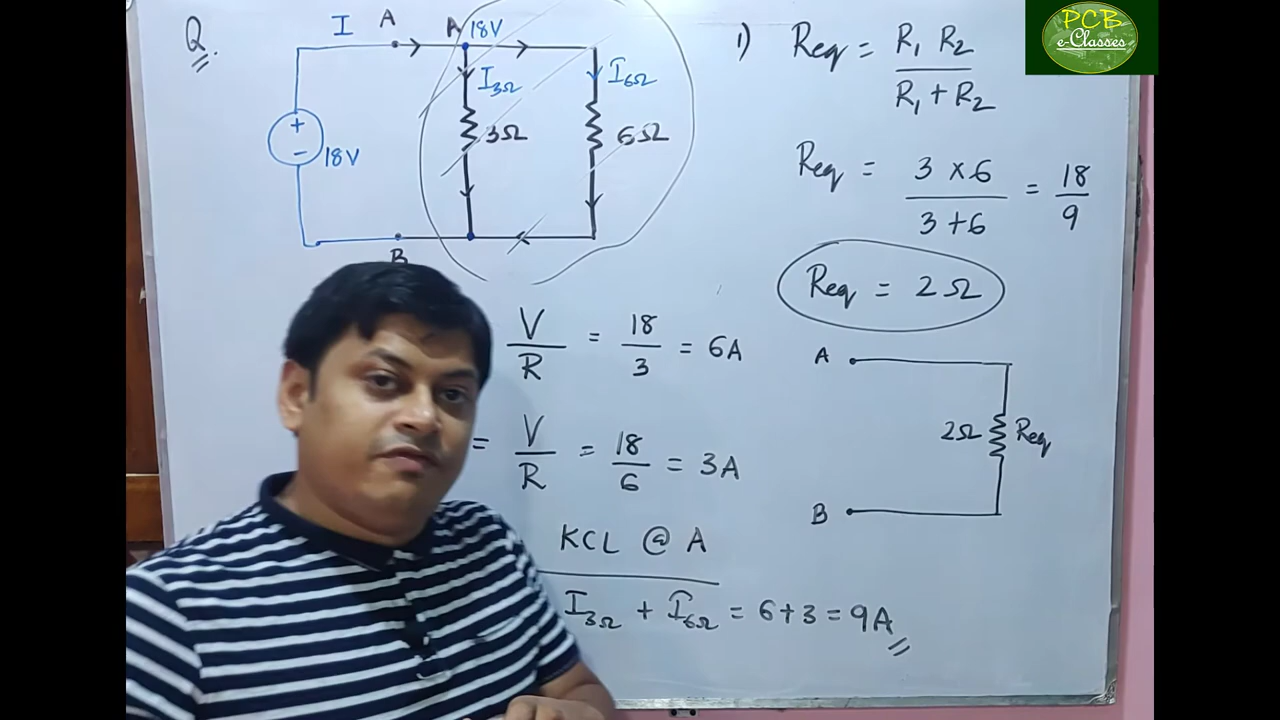 Q.
I A A 18V
I3Ω I6Ω
3Ω 6Ω
18V
B
V/R = 18/3 = 6A
= V/R = 18/6 = 3A
KCL @ A
I3Ω + I6Ω = 6+3 = 9A
1) Req = R1 R2 / R1 + R2
Req = 3 × 6 / 3 + 6 = 18/9
Req = 2Ω
A
2Ω Req
B
PCB
e-Classes